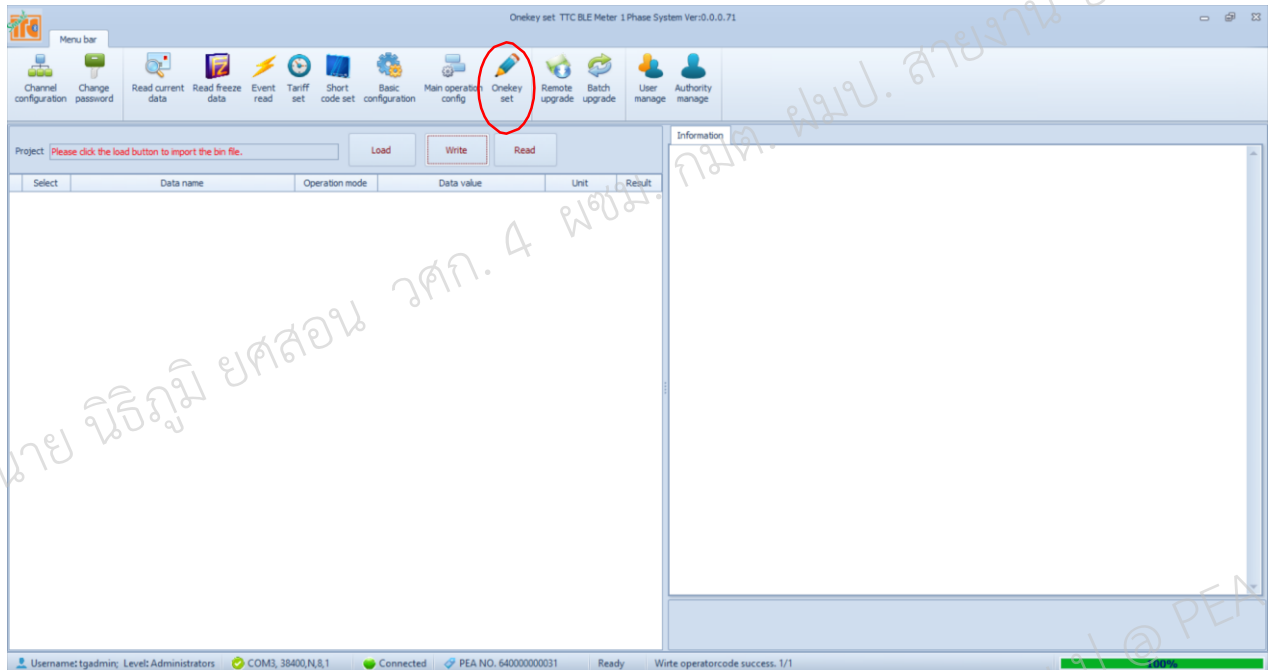 TTC
Onekey set TTC BLE Meter 1 Phase System Ver:0.0.0.71
Menu bar
Channel configuration
Change password
Read current data
Read freeze data
Event read
Tariff set
Short code set
Basic configuration
Main operation config
Onekey set
Remote upgrade
Batch upgrade
User manage
Authority manage
Project Please click the load button to import the bin file. Load Write Read
Information
Select Data name Operation mode Data value Unit Result
นาย นิธิภูมิ ยศสอน วศก. 4 ผซม. กมต. ฝมป. สายงาน
@ PEA
Username: tgadmin; Level: Administrators COM3, 38400,N,8,1 Connected PEA NO. 640000000031 Ready Wirte operatorcode success. 1/1 100%